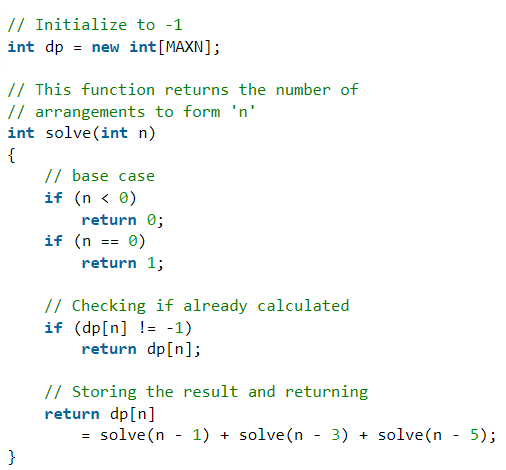 // Initialize to -1
int dp = new int[MAXN];

// This function returns the number of
// arrangements to form 'n'
int solve(int n)
{
    // base case
    if (n < 0)
        return 0;
    if (n == 0)
        return 1;

    // Checking if already calculated
    if (dp[n] != -1)
        return dp[n];

    // Storing the result and returning
    return dp[n]
        = solve(n - 1) + solve(n - 3) + solve(n - 5);
}